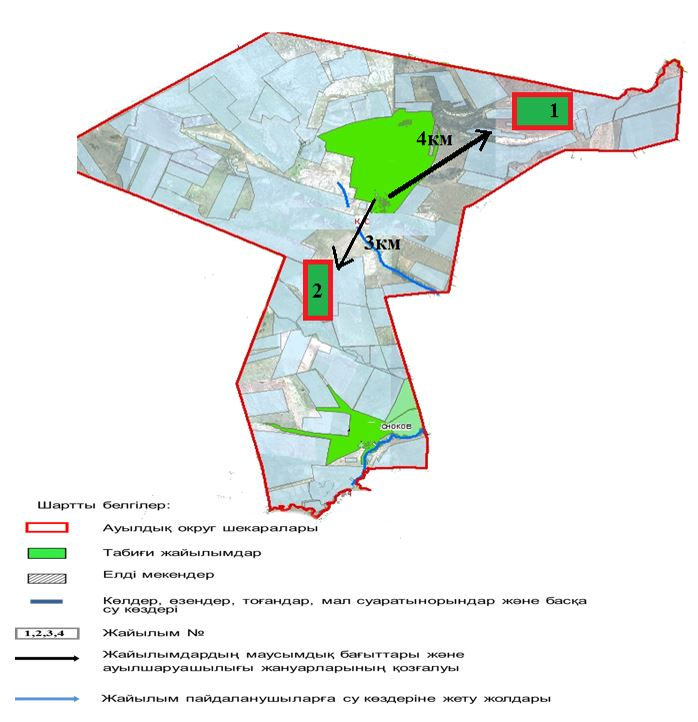 1
4км
3км
2
Шартты белгілер:
Ауылдық округ шекаралары
Табиғи жайылымдар
Елді мекендер
Көлдер, өзендер, тоғандар, мал суаратынорындар және басқа
су көздері
1,2,3,4
Жайылым №
Жайылымдардың маусымдық бағыттары және
ауылшаруашылығы жануарларының қозғалуы
Жайылым пайдаланушыларға су көздеріне жету жолдары